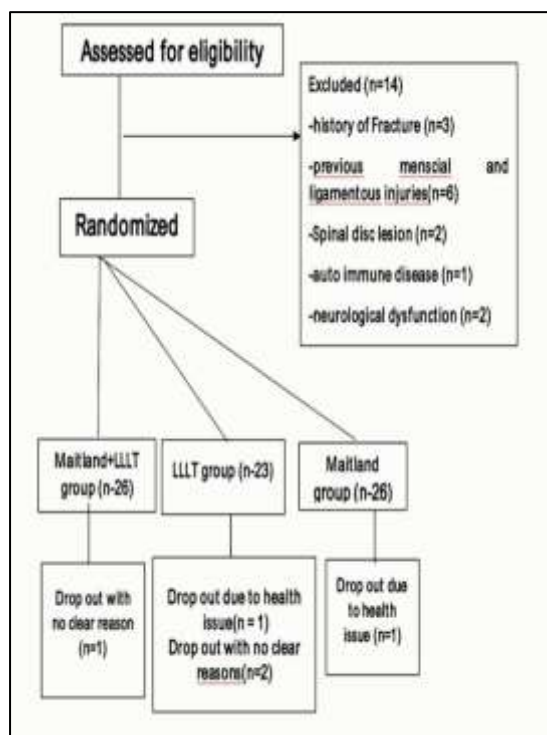 Assessed for eligibility
Excluded (n=14)
-history of Fracture (n=3)
-previous menscial and
ligamentous injuries(n=6)
-Spinal disc lesion (n=2)
-auto immune disease (n=1)
-neurological dysfunction (n=2)
Randomized
Maitland+LLLT
group (n-26)
LLLT group (n-23)
Maitland
group (n-26)
Drop out with
no clear reason
(n=1)
Drop out due to health
issue(n = 1)
Drop out with no clear
reasons(n=2)
Drop out due
to health
issue (n=1)